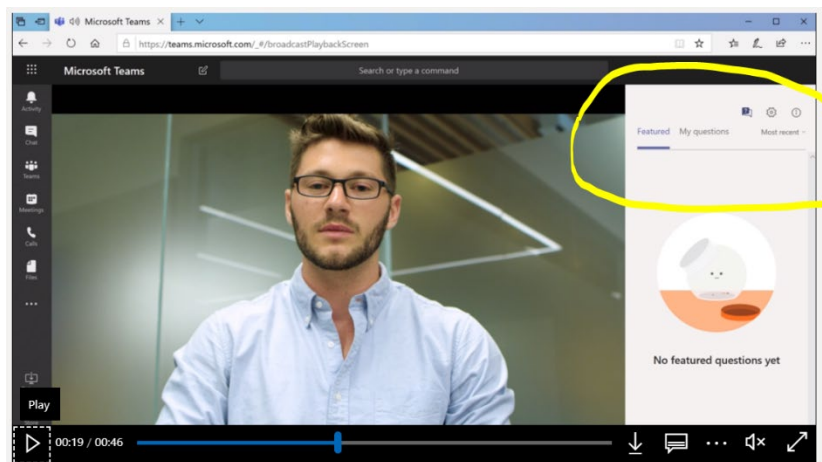 Microsoft Teams
https://teams.microsoft.com/_#/broadcastPlaybackScreen
Microsoft Teams
Search or type a command
Activity
Chat
Teams
Meetings
Calls
Files
Featured My questions Most recent
No featured questions yet
Play
00:19 / 00:46